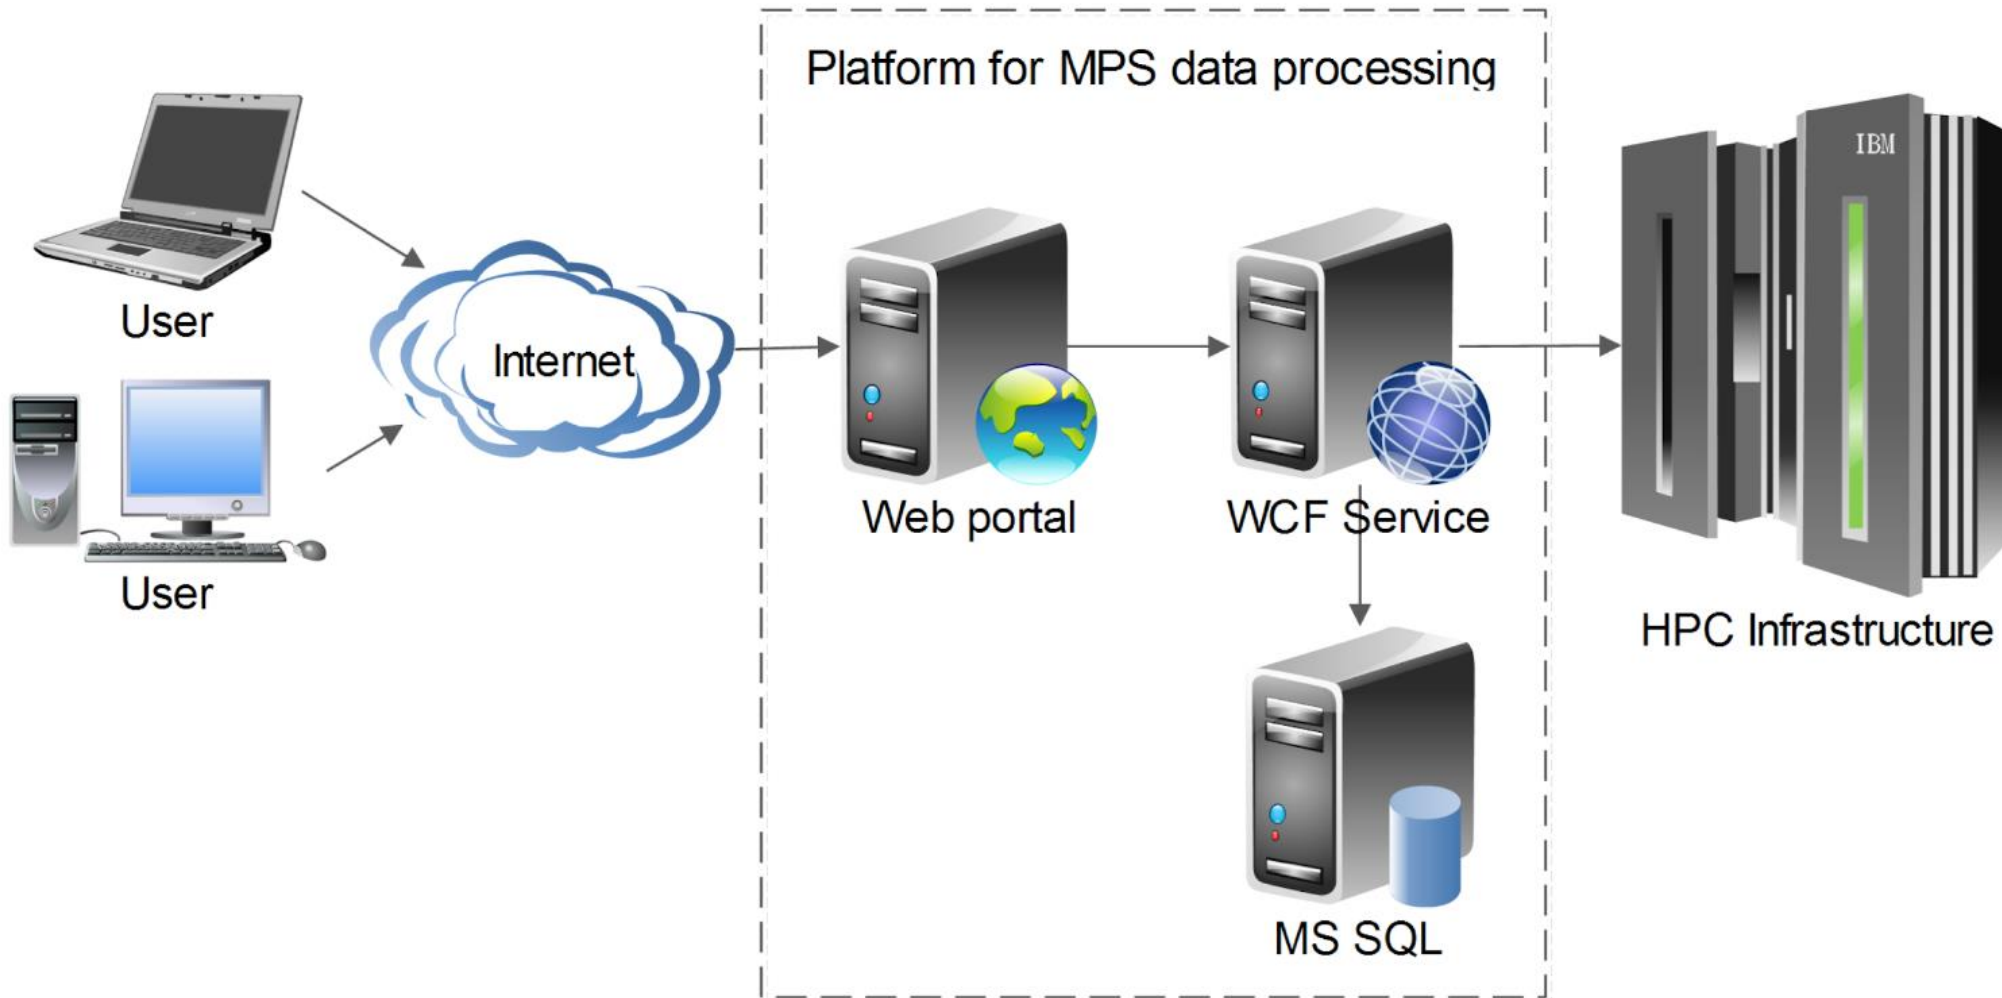 Platform for MPS data processing
IBM
User
Internet
Web portal
WCF Service
User
HPC Infrastructure
MS SQL